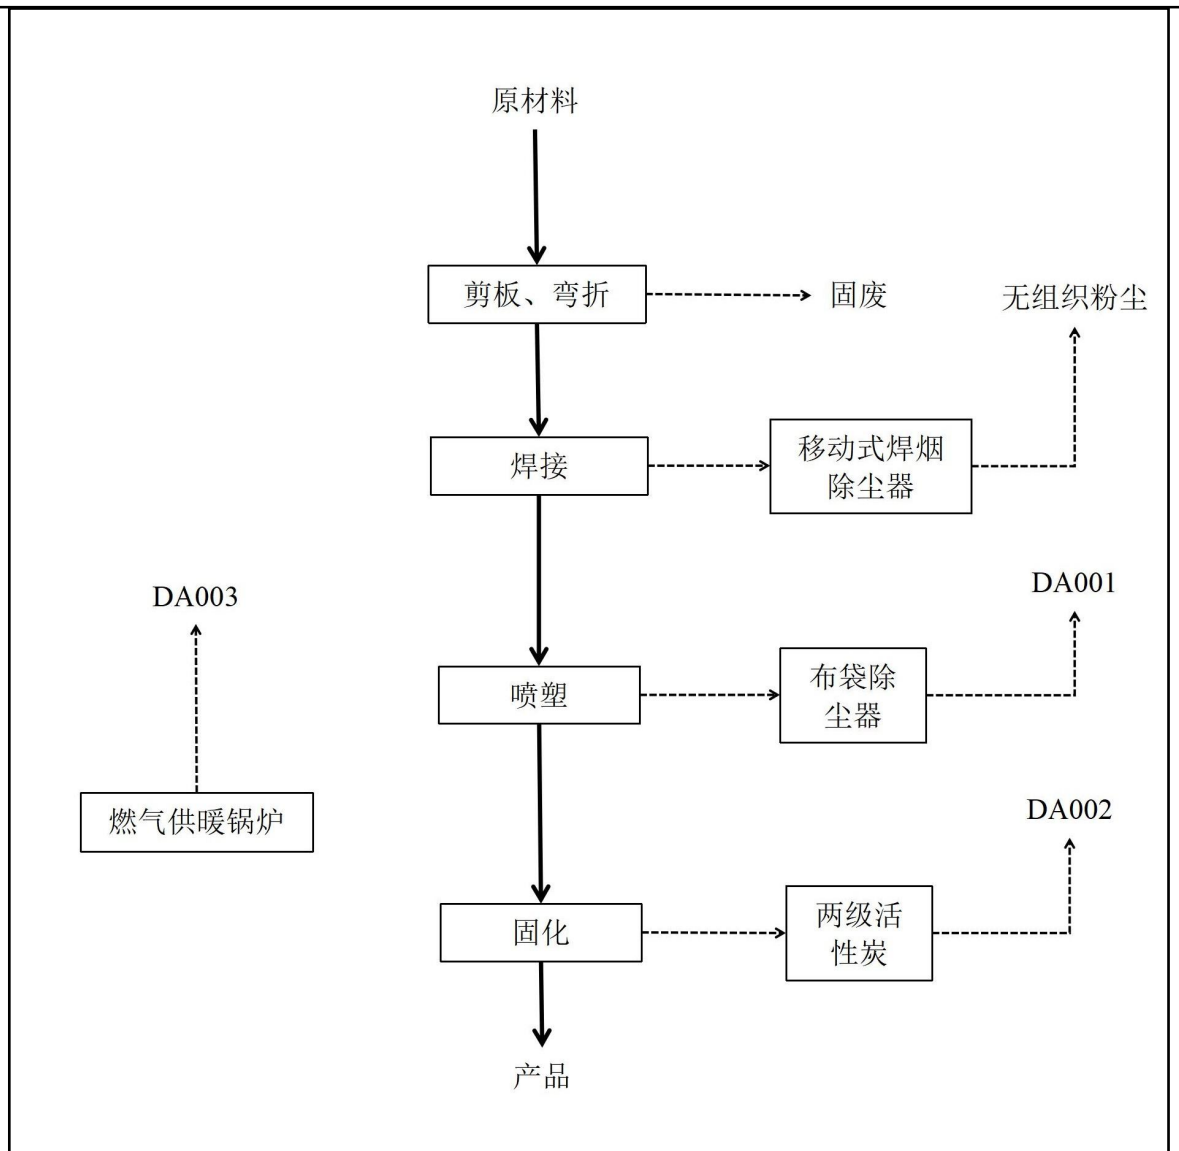 原材料
剪板、弯折
固废
无组织粉尘
焊接
移动式焊烟
除尘器
DA003
DA001
喷塑
布袋除
尘器
燃气供暖锅炉
DA002
固化
两级活
性炭
产品